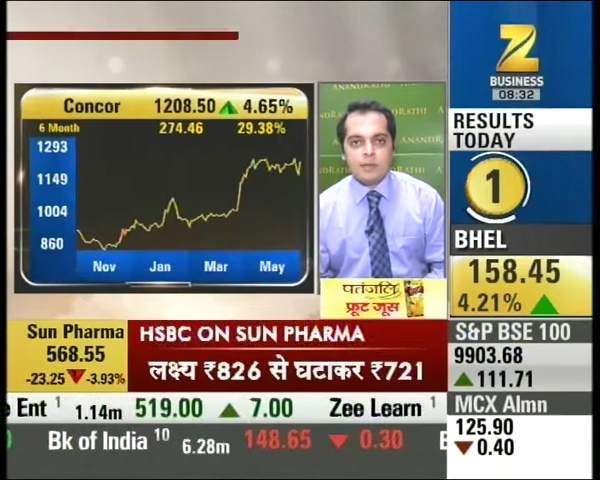 Concor 1208.50 4.65%
6 Month 274.46 29.38%
1293
1149
1004
860
Nov Jan Mar May
ANANDRATHI
पतंजलि
फ्रूट जूस
Z
BUSINESS
08:32
RESULTS
TODAY
1
BHEL
158.45
4.21%
S&P BSE 100
9903.68
111.71
MCX Almn
125.90
0.40
Sun Pharma
568.55
-23.25 -3.93%
HSBC ON SUN PHARMA
लक्ष्य ₹826 से घटाकर ₹721
e Ent 1 1.14m 519.00 7.00 Zee Learn 1
Bk of India 10 6.28m 148.65 0.30